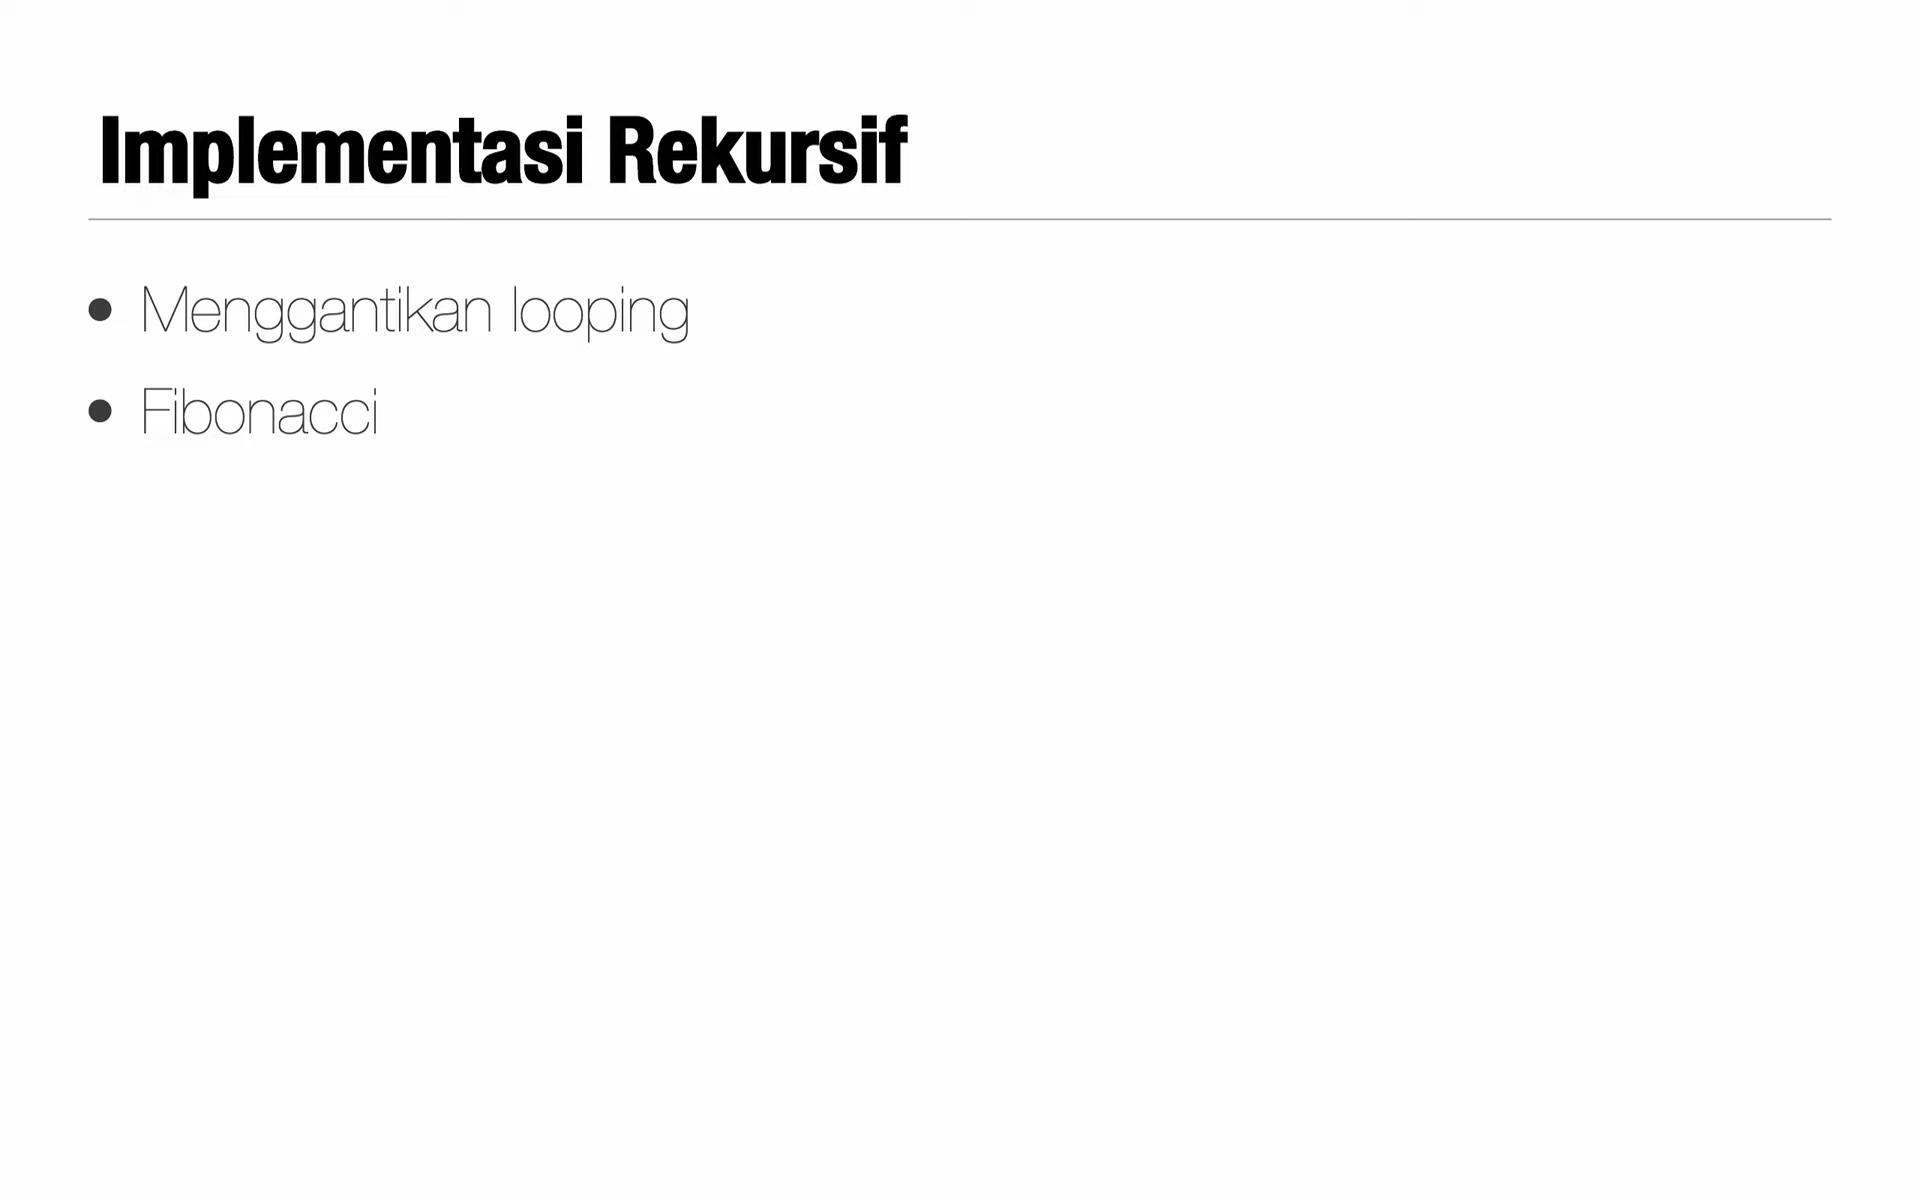 Implementasi Rekursif
• Menggantikan looping
• Fibonacci